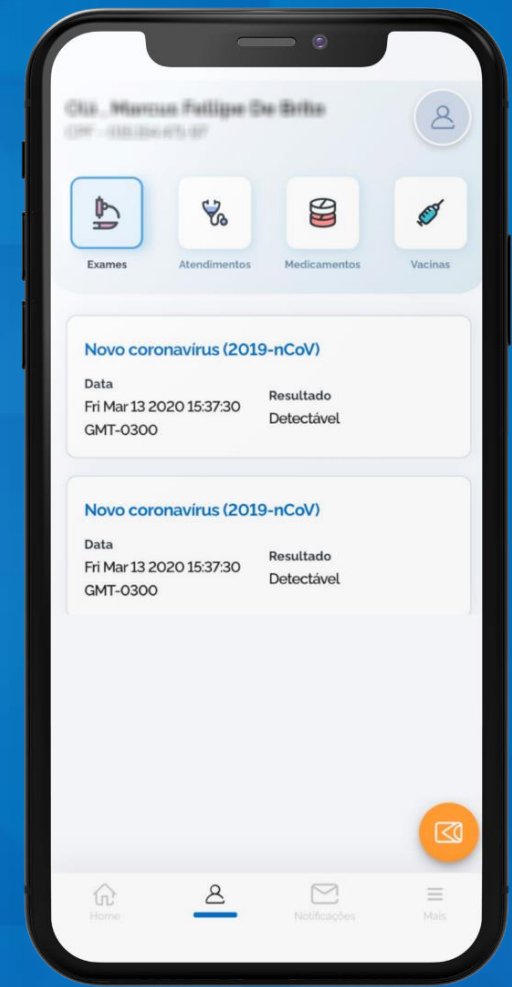 Exames
Atendimentos
Medicamentos
Vacinas
Novo coronavírus (2019-nCoV)
Data
Fri Mar 13 2020 15:37:30
GMT-0300
Resultado
Detectável
Novo coronavírus (2019-nCoV)
Data
Fri Mar 13 2020 15:37:30
GMT-0300
Resultado
Detectável
Home
Notificações
Mais